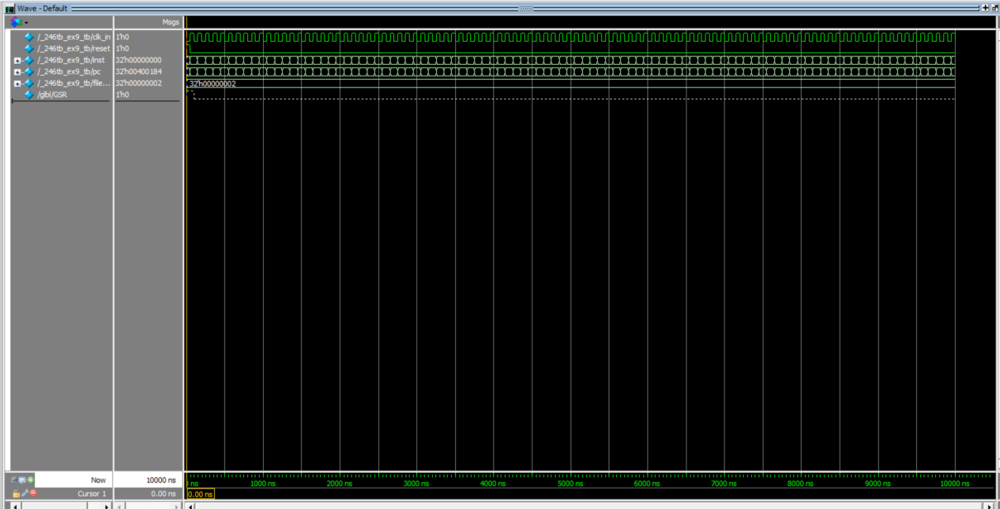 Wave - Default
Msgs
/_246tb_ex9_tb/clk_in 1'h0
/_246tb_ex9_tb/reset 1'h0
/_246tb_ex9_tb/inst 32'h00000000
/_246tb_ex9_tb/pc 32'h00400184
/_246tb_ex9_tb/file... 32'h00000002 32'h00000002
/glbl/GSR 1'h0
Now 10000 ns ns 1000 ns 2000 ns 3000 ns 4000 ns 5000 ns 6000 ns 7000 ns 8000 ns 9000 ns 10000 ns
Cursor 1 0.00 ns 0.00 ns